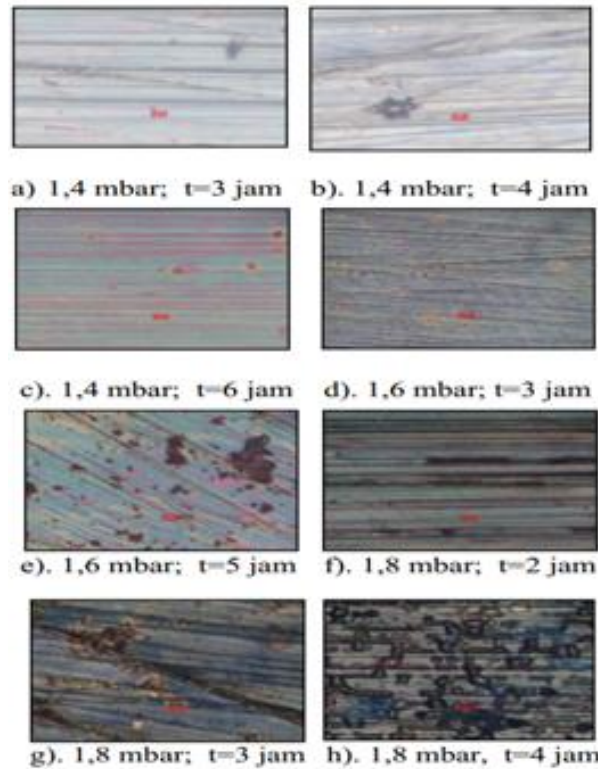 a) 1,4 mbar; t=3 jam
b). 1,4 mbar; t=4 jam
c). 1,4 mbar; t=6 jam
d). 1,6 mbar; t=3 jam
e). 1,6 mbar; t=5 jam
f). 1,8 mbar; t=2 jam
g). 1,8 mbar; t=3 jam
h). 1,8 mbar, t=4 jam